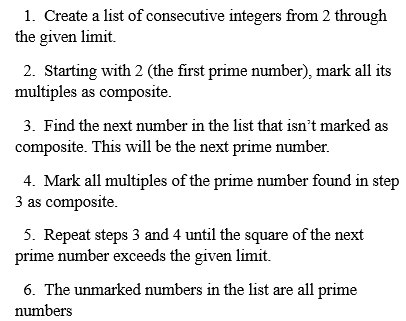 1. Create a list of consecutive integers from 2 through
the given limit.
2. Starting with 2 (the first prime number), mark all its
multiples as composite.
3. Find the next number in the list that isn’t marked as
composite. This will be the next prime number.
4. Mark all multiples of the prime number found in step
3 as composite.
5. Repeat steps 3 and 4 until the square of the next
prime number exceeds the given limit.
6. The unmarked numbers in the list are all prime
numbers